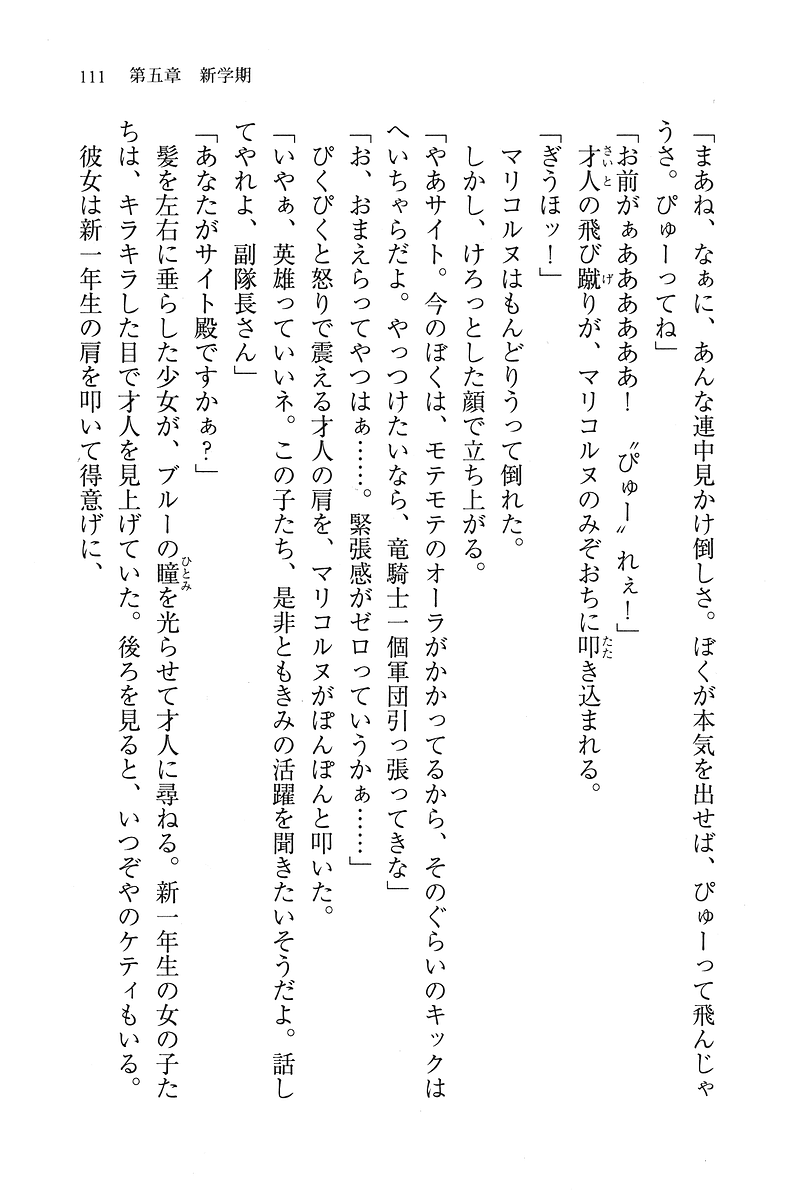 111　第五章　新学期
「まあね、なぁに、あんな連中見かけ倒しさ。ぼくが本気を出せば、ぴゅーって飛んじゃ
うさ。ぴゅーってね」
「お前がぁあああああ！　〝ぴゅー〟れぇ！」
才人の飛び蹴りが、マリコルヌのみぞおちに叩き込まれる。
「ぎうほッ！」
マリコルヌはもんどりうって倒れた。
しかし、けろっとした顔で立ち上がる。
「やあサイト。今のぼくは、モテモテのオーラがかかってるから、そのぐらいのキックは
へいちゃらだよ。やっつけたいなら、竜騎士一個軍団引っ張ってきな」
「お、おまえらってやつはぁ……。緊張感がゼロっていうかぁ……」
ぴくぴくと怒りで震える才人の肩を、マリコルヌがぽんぽんと叩いた。
「いやぁ、英雄っていいネ。この子たち、是非ともきみの活躍を聞きたいそうだよ。話し
てやれよ、副隊長さん」
「あなたがサイト殿ですかぁ？」
髪を左右に垂らした少女が、ブルーの瞳を光らせて才人に尋ねる。新一年生の女の子た
ちは、キラキラした目で才人を見上げていた。後ろを見ると、いつぞやのケティもいる。
彼女は新一年生の肩を叩いて得意げに、